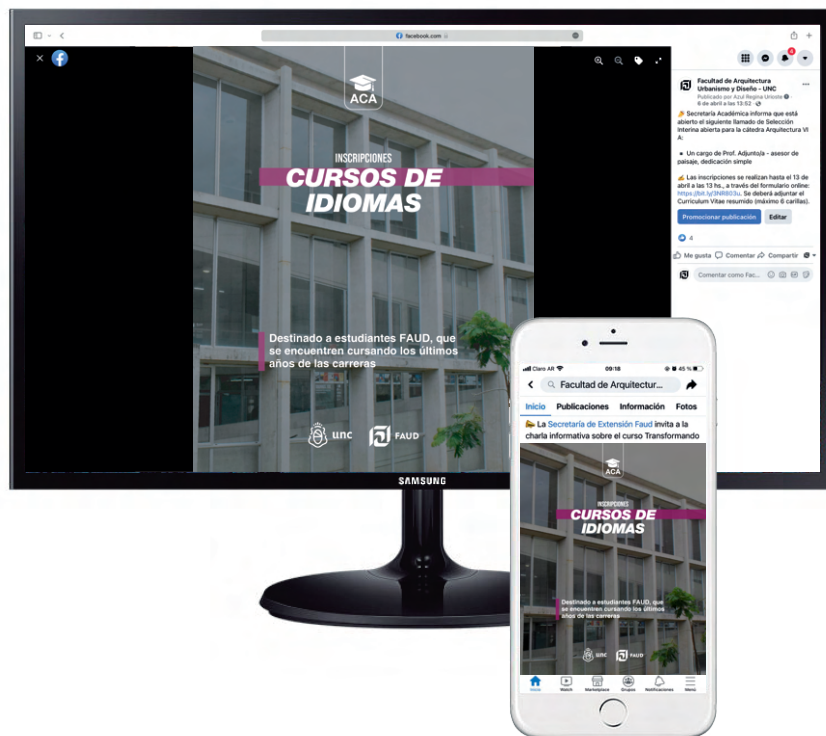 facebook.com
ACA
INSCRIPCIONES
CURSOS DE
IDIOMAS
Destinado a estudiantes FAUD, que
se encuentren cursando los últimos
años de las carreras
unc FAUD
4
Facultad de Arquitectura
Urbanismo y Diseño - UNC
Publicado por Azul Regina Urioste
6 de abril a las 13:52 ·
Secretaría Académica informa que está
abierto el siguiente llamado de Selección
Interina abierta para la cátedra Arquitectura VI
A:
• Un cargo de Prof. Adjunto/a - asesor de
paisaje, dedicación simple
Las inscripciones se realizan hasta el 13 de
abril a las 13 hs., a través del formulario online:
https://bit.ly/3NR803u. Se deberá adjuntar el
Curriculum Vitae resumido (máximo 6 carillas).
Promocionar publicación Editar
4
Me gusta Comentar Compartir
Comentar como Fac...
SAMSUNG
Claro AR 09:18 45 %
Facultad de Arquitectur...
Inicio Publicaciones Información Fotos
La Secretaría de Extensión Faud invita a la
charla informativa sobre el curso Transformando
ACA
INSCRIPCIONES
CURSOS DE
IDIOMAS
Destinado a estudiantes FAUD, que
se encuentren cursando los últimos
años de las carreras
unc FAUD
Inicio Watch Marketplace Grupos Notificaciones Menú